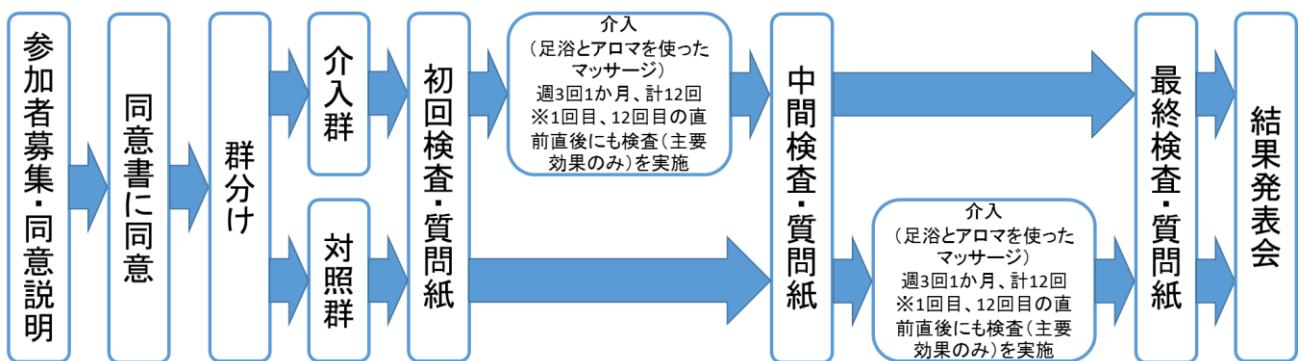 参加者募集・同意説明
同意書に同意
群分け
介入群
対照群
初回検査・質問紙
介入
（足浴とアロマを使った
マッサージ）
週3回1か月、計12回
※1回目、12回目の直
前直後にも検査（主要
効果のみ）を実施
中間検査・質問紙
介入
（足浴とアロマを使った
マッサージ）
週3回1か月、計12回
※1回目、12回目の直
前直後にも検査（主要
効果のみ）を実施
最終検査・質問紙
結果発表会